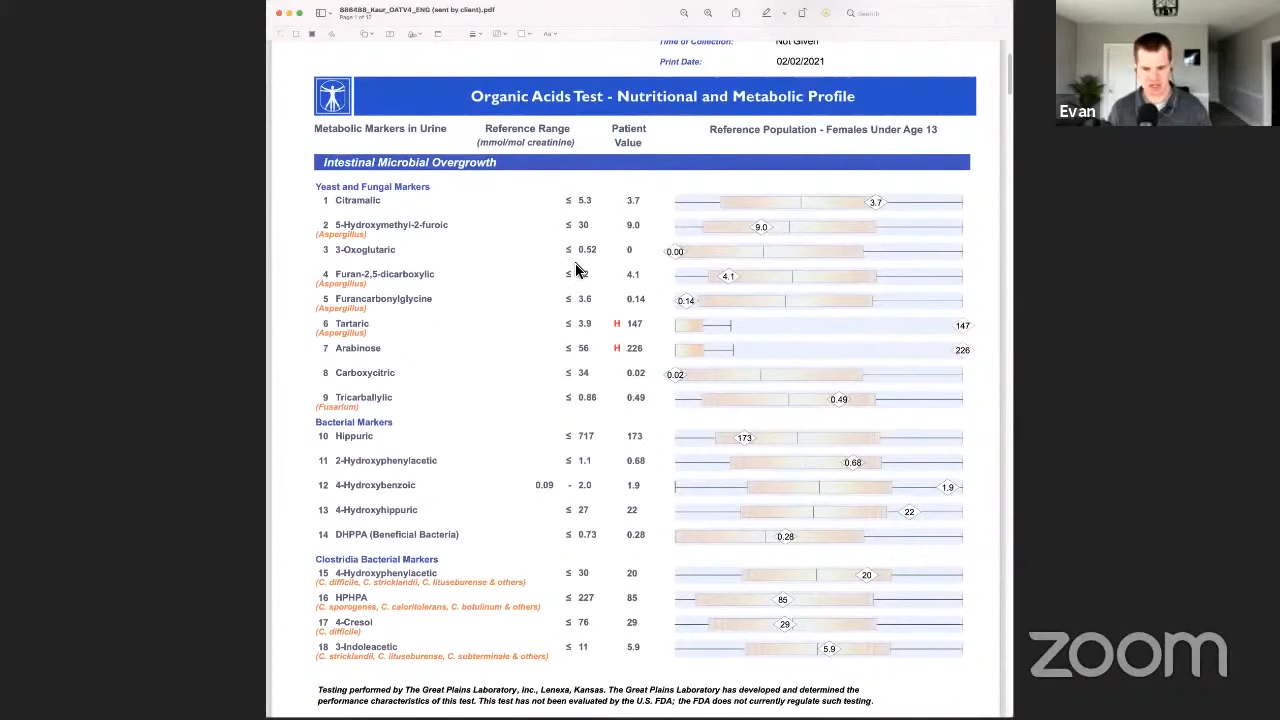 886488_Kaur_OATV4_END (sent by client).pdf
Page 1 of 12
Search
Time of Collection: Not Given
Print Date: 02/02/2021
Organic Acids Test - Nutritional and Metabolic Profile
Metabolic Markers in Urine Reference Range Patient Reference Population - Females Under Age 13
(mmol/mol creatinine) Value
Intestinal Microbial Overgrowth
Yeast and Fungal Markers
1 Citramalic ≤ 5.3 3.7 3.7
2 5-Hydroxymethyl-2-furoic ≤ 30 9.0 9.0
(Aspergillus)
3 3-Oxoglutaric ≤ 0.52 0 0.00
4 Furan-2,5-dicarboxylic ≤ 4.1 4.1
(Aspergillus)
5 Furancarbonylglycine ≤ 3.6 0.14 0.14
(Aspergillus)
6 Tartaric ≤ 3.9 H 147 147
(Aspergillus)
7 Arabinose ≤ 56 H 226 226
8 Carboxycitric ≤ 34 0.02 0.02
9 Tricarballylic ≤ 0.86 0.49 0.49
(Fusarium)
Bacterial Markers
10 Hippuric ≤ 717 173 173
11 2-Hydroxyphenylacetic ≤ 1.1 0.68 0.68
12 4-Hydroxybenzoic 0.09 - 2.0 1.9 1.9
13 4-Hydroxyhippuric ≤ 27 22 22
14 DHPPA (Beneficial Bacteria) ≤ 0.73 0.28 0.28
Clostridia Bacterial Markers
15 4-Hydroxyphenylacetic ≤ 30 20 20
(C. difficile, C. stricklandii, C. lituseburense & others)
16 HPHPA ≤ 227 85 85
(C. sporogenes, C. caloritolerans, C. botulinum & others)
17 4-Cresol ≤ 76 29 29
(C. difficile)
18 3-Indoleacetic ≤ 11 5.9 5.9
(C. stricklandii, C. lituseburense, C. subterminale & others)
Testing performed by The Great Plains Laboratory, Inc., Lenexa, Kansas. The Great Plains Laboratory has developed and determined the
performance characteristics of this test. This test has not been evaluated by the U.S. FDA; the FDA does not currently regulate such testing.
Evan
zoom